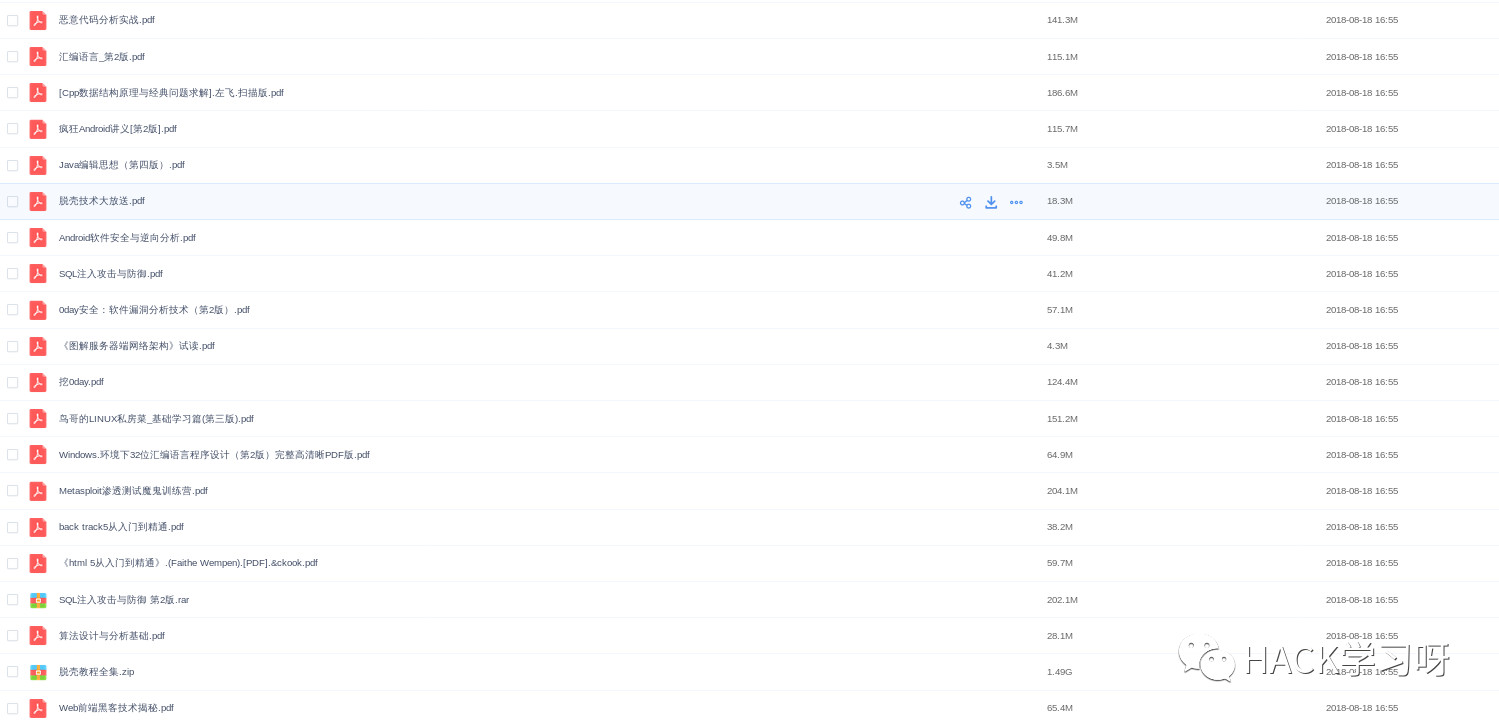 恶意代码分析实战.pdf 141.3M 2018-08-18 16:55
汇编语言_第2版.pdf 115.1M 2018-08-18 16:55
[Cpp数据结构原理与经典问题求解].左飞.扫描版.pdf 186.6M 2018-08-18 16:55
疯狂Android讲义[第2版].pdf 115.7M 2018-08-18 16:55
Java编辑思想（第四版）.pdf 3.5M 2018-08-18 16:55
脱壳技术大放送.pdf 18.3M 2018-08-18 16:55
Android软件安全与逆向分析.pdf 49.8M 2018-08-18 16:55
SQL注入攻击与防御.pdf 41.2M 2018-08-18 16:55
0day安全：软件漏洞分析技术（第2版）.pdf 57.1M 2018-08-18 16:55
《图解服务器端网络架构》试读.pdf 4.3M 2018-08-18 16:55
挖0day.pdf 124.4M 2018-08-18 16:55
鸟哥的LINUX私房菜_基础学习篇(第三版).pdf 151.2M 2018-08-18 16:55
Windows.环境下32位汇编语言程序设计（第2版）完整高清晰PDF版.pdf 64.9M 2018-08-18 16:55
Metasploit渗透测试魔鬼训练营.pdf 204.1M 2018-08-18 16:55
back track5从入门到精通.pdf 38.2M 2018-08-18 16:55
《html 5从入门到精通》.(Faithe Wempen).[PDF].&ckook.pdf 59.7M 2018-08-18 16:55
SQL注入攻击与防御 第2版.rar 202.1M 2018-08-18 16:55
算法设计与分析基础.pdf 28.1M 2018-08-18 16:55
脱壳教程全集.zip 1.49G 2018-08-18 16:55
HACK学习呀
Web前端黑客技术揭秘.pdf 65.4M 2018-08-18 16:55